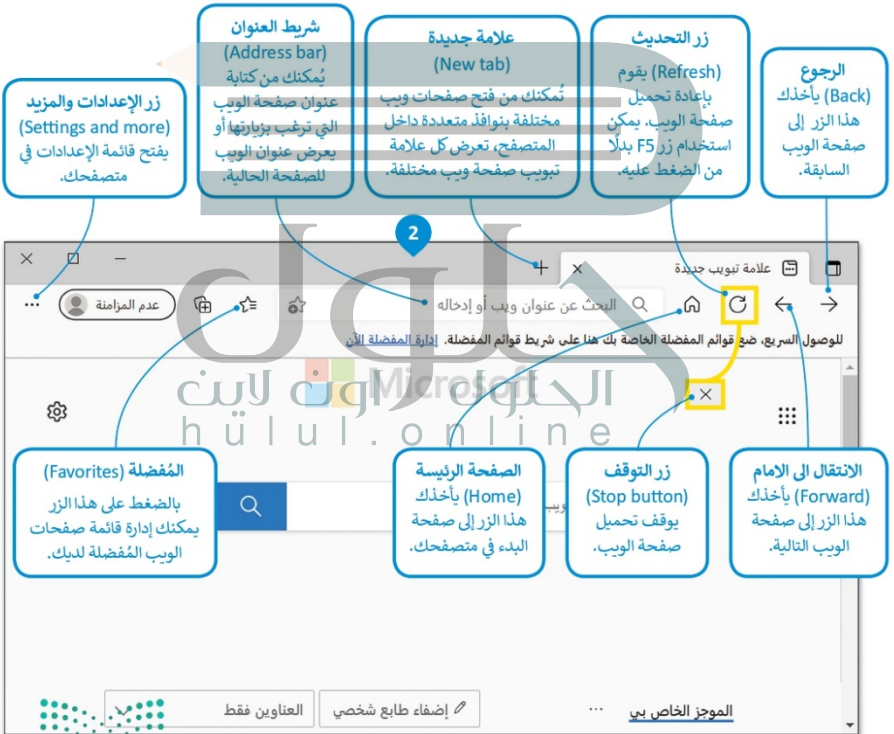 الرجوع
(Back) يأخذك
هذا الزر إلى
صفحة الويب
السابقة.
زر التحديث
(Refresh) يقوم
بإعادة تحميل
صفحة الويب. يمكن
استخدام زر F5 بدلًا
من الضغط عليه.
علامة جديدة
(New tab)
تُمكنك من فتح صفحات ويب
مختلفة بنوافذ متعددة داخل
المتصفح، تعرض كل علامة
تبويب صفحة ويب مختلفة.
شريط العنوان
(Address bar)
يُمكنك من كتابة
عنوان صفحة الويب
التي ترغب بزيارتها أو
يعرض عنوان الويب
للصفحة الحالية.
زر الإعدادات والمزيد
(Settings and more)
يفتح قائمة الإعدادات في
متصفحك.
2
علامة تبويب جديدة
البحث عن عنوان ويب أو إدخاله
عدم المزامنة
للوصول السريع، ضع قوائم المفضلة الخاصة بك هنا على شريط قوائم المفضلة. إدارة المفضلة الآن
Microsoft
حلول
الحلول اون لاين
hulul.online
الانتقال الى الامام
(Forward) يأخذك
هذا الزر إلى صفحة
الويب التالية.
زر التوقف
(Stop button)
يوقف تحميل
صفحة الويب.
الصفحة الرئيسة
(Home) يأخذك
هذا الزر إلى صفحة
البدء في متصفحك.
المُفضلة (Favorites)
بالضغط على هذا الزر
يمكنك إدارة قائمة صفحات
الويب المُفضلة لديك.
الموجز الخاص بي
إضفاء طابع شخصي
العناوين فقط